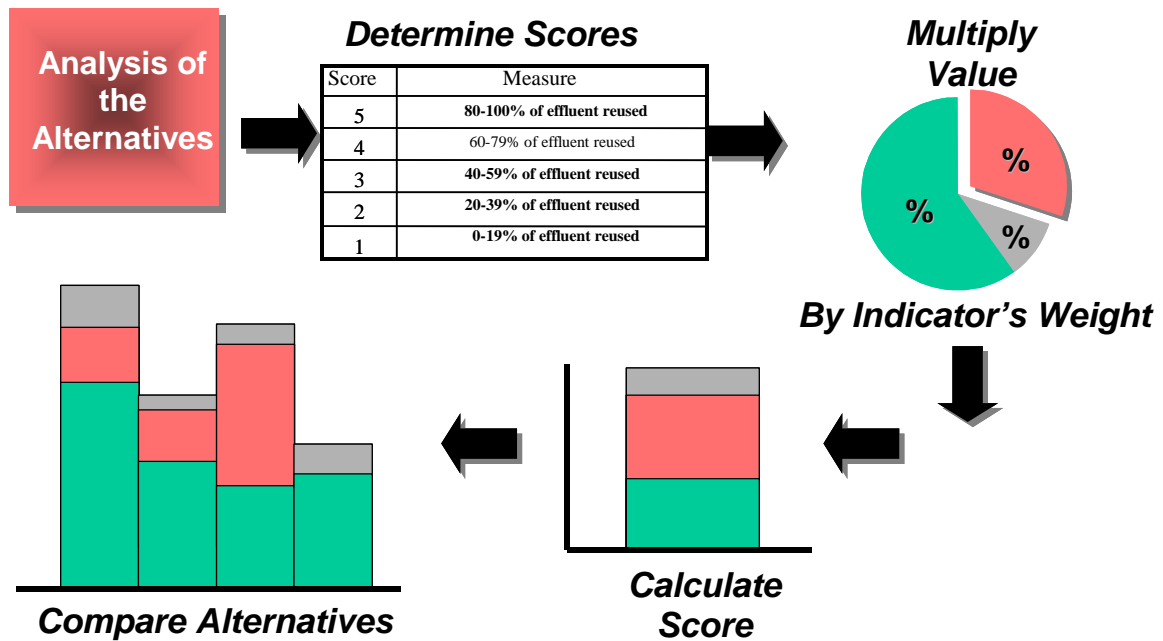 Analysis of
the
Alternatives
Determine Scores
Score Measure
5 80-100% of effluent reused
4 60-79% of effluent reused
3 40-59% of effluent reused
2 20-39% of effluent reused
1 0-19% of effluent reused
Multiply
Value
%
%
%
By Indicator's Weight
Calculate
Score
Compare Alternatives